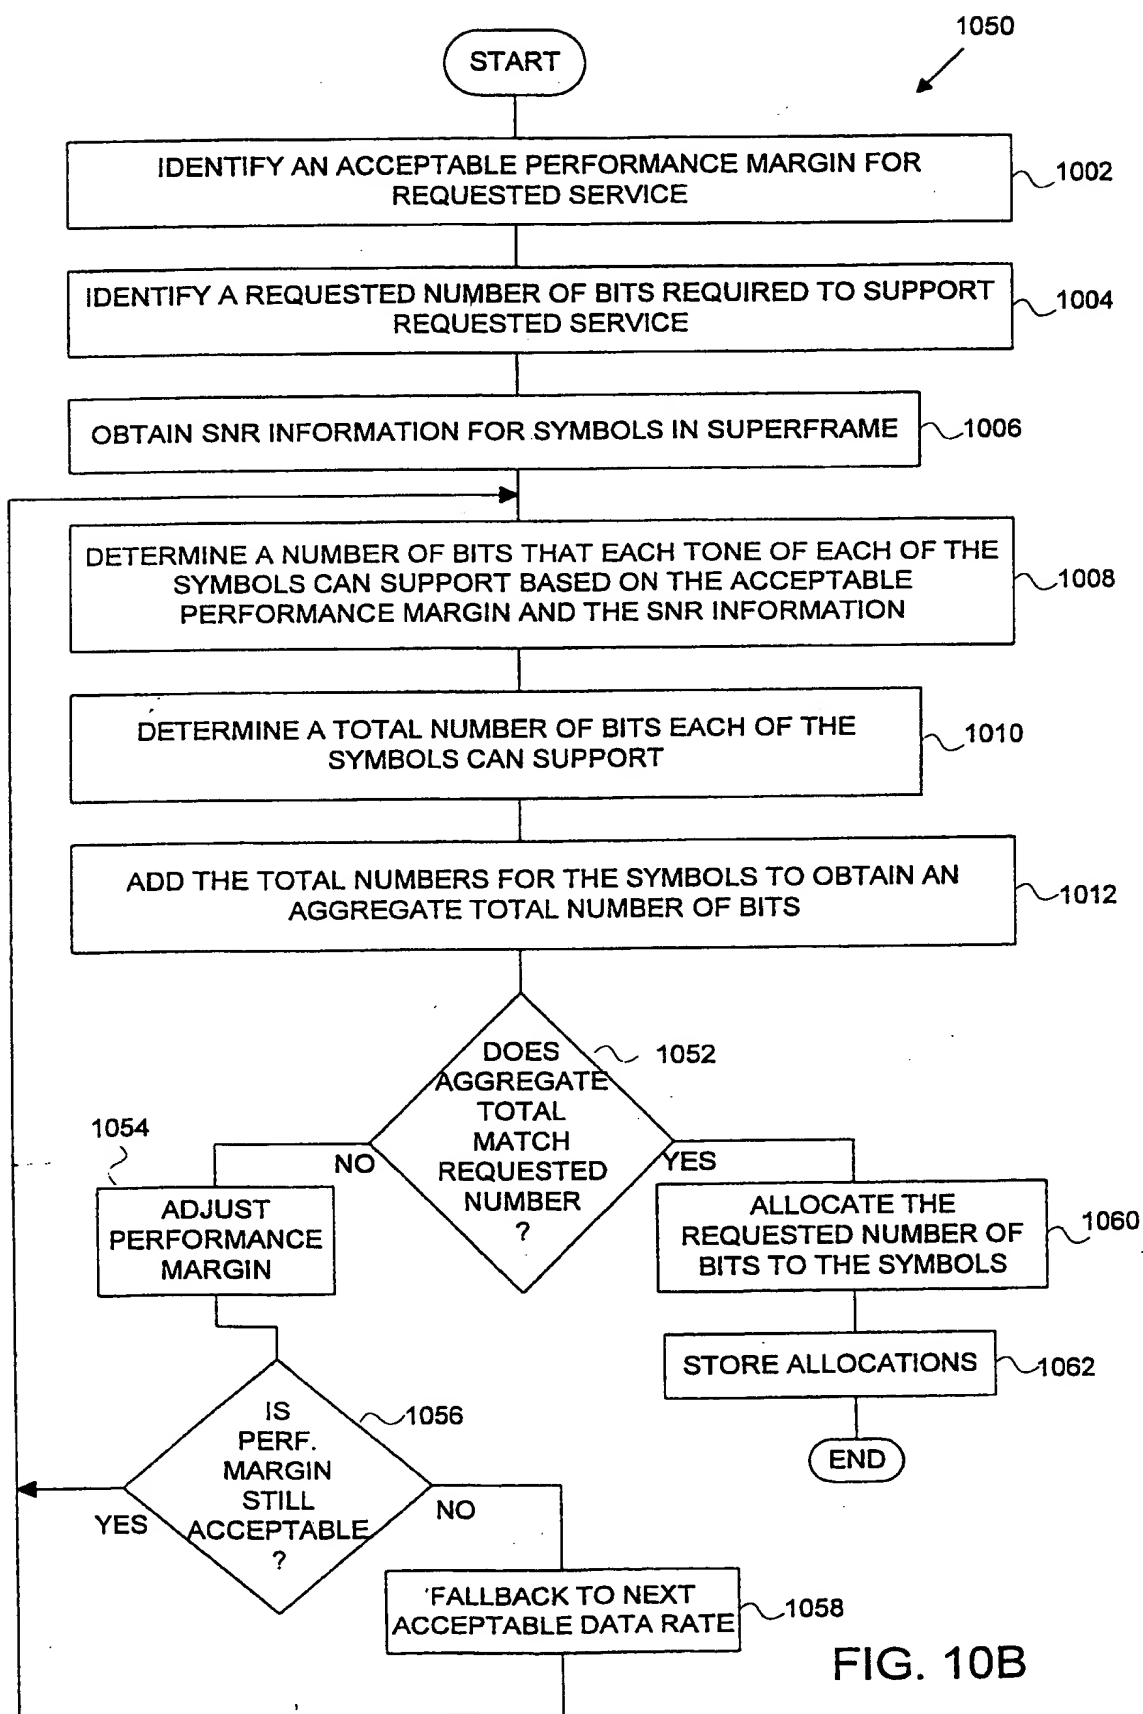 1050
START
IDENTIFY AN ACCEPTABLE PERFORMANCE MARGIN FOR
REQUESTED SERVICE
1002
IDENTIFY A REQUESTED NUMBER OF BITS REQUIRED TO SUPPORT
REQUESTED SERVICE
1004
OBTAIN SNR INFORMATION FOR SYMBOLS IN SUPERFRAME
1006
DETERMINE A NUMBER OF BITS THAT EACH TONE OF EACH OF THE
SYMBOLS CAN SUPPORT BASED ON THE ACCEPTABLE
PERFORMANCE MARGIN AND THE SNR INFORMATION
1008
DETERMINE A TOTAL NUMBER OF BITS EACH OF THE
SYMBOLS CAN SUPPORT
1010
ADD THE TOTAL NUMBERS FOR THE SYMBOLS TO OBTAIN AN
AGGREGATE TOTAL NUMBER OF BITS
1012
DOES
AGGREGATE
TOTAL
MATCH
REQUESTED
NUMBER
?
1052
NO
YES
1054
ADJUST
PERFORMANCE
MARGIN
ALLOCATE THE
REQUESTED NUMBER OF
BITS TO THE SYMBOLS
1060
STORE ALLOCATIONS
1062
END
IS
PERF.
MARGIN
STILL
ACCEPTABLE
?
1056
YES
NO
FALLBACK TO NEXT
ACCEPTABLE DATA RATE
1058
FIG. 10B